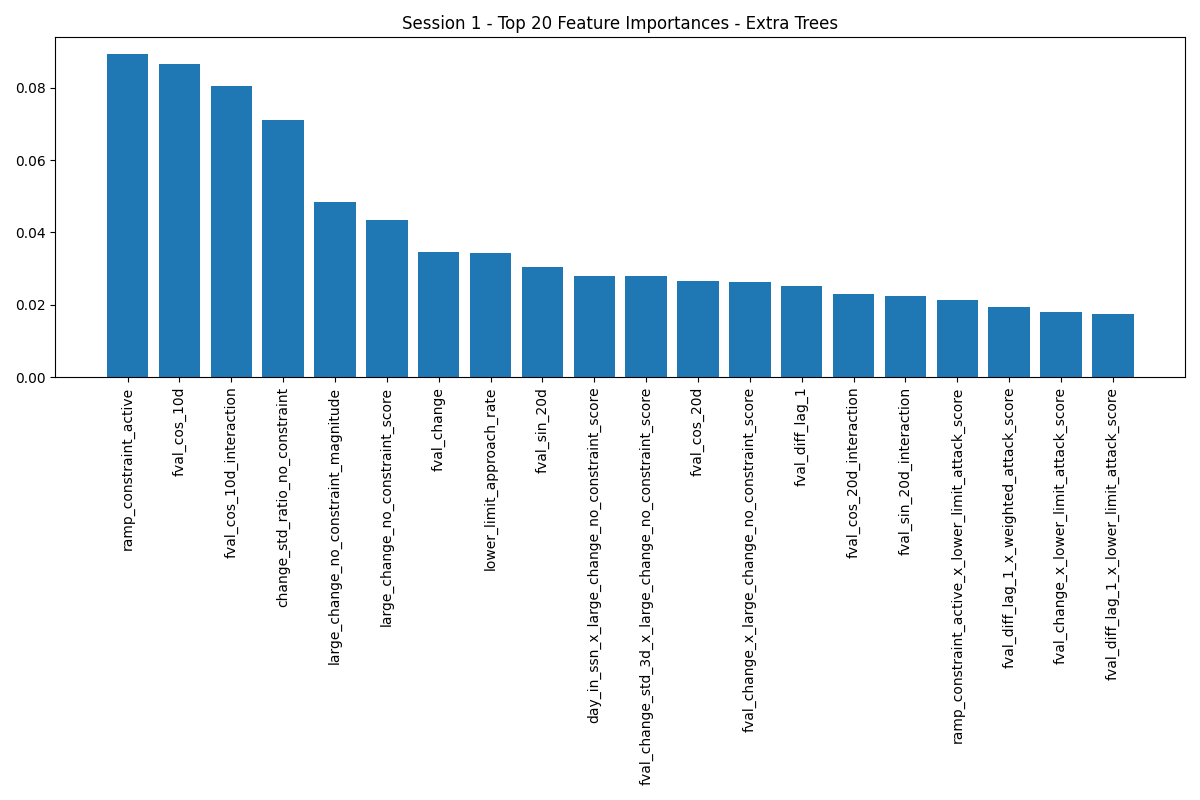 Session 1 - Top 20 Feature Importances - Extra Trees
0.08
0.06
0.04
0.02
0.00
ramp_constraint_active
fval_cos_10d
fval_cos_10d_interaction
change_std_ratio_no_constraint
large_change_no_constraint_magnitude
large_change_no_constraint_score
fval_change
lower_limit_approach_rate
fval_sin_20d
day_in_ssn_x_large_change_no_constraint_score
fval_change_std_3d_x_large_change_no_constraint_score
fval_cos_20d
fval_change_x_large_change_no_constraint_score
fval_diff_lag_1
fval_cos_20d_interaction
fval_sin_20d_interaction
ramp_constraint_active_x_lower_limit_attack_score
fval_diff_lag_1_x_weighted_attack_score
fval_change_x_lower_limit_attack_score
fval_diff_lag_1_x_lower_limit_attack_score